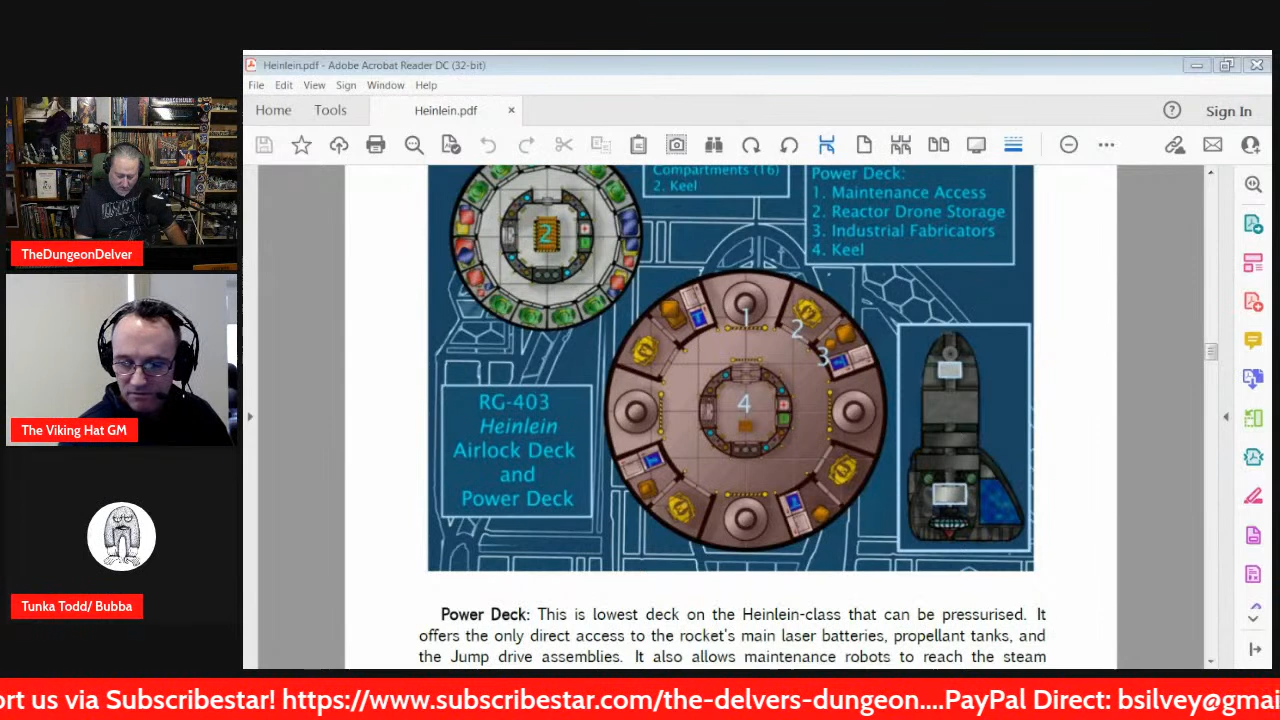 Heinlein.pdf - Adobe Acrobat Reader DC (32-bit)
File Edit View Sign Window Help
Home Tools Heinlein.pdf × Sign In
Compartments (16)
2. Keel
Power Deck:
1. Maintenance Access
2. Reactor Drone Storage
3. Industrial Fabricators
4. Keel
2
1
2
3
4
RG-403
Heinlein
Airlock Deck
and
Power Deck
Power Deck: This is lowest deck on the Heinlein-class that can be pressurised. It
offers the only direct access to the rocket's main laser batteries, propellant tanks, and
the Jump drive assemblies. It also allows maintenance robots to reach the steam
TheDungeonDelver
The Viking Hat GM
Tunka Todd/ Bubba
ort us via Subscribestar! https://www.subscribestar.com/the-delvers-dungeon....PayPal Direct: bsilvey@gmai